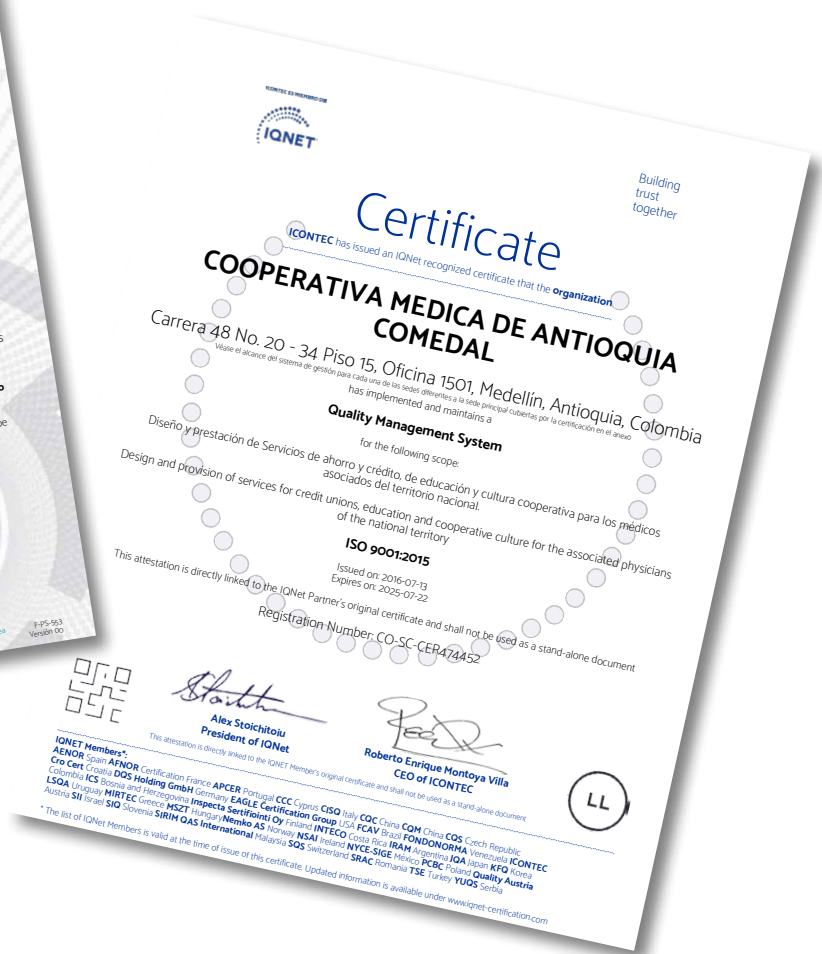 ICONTEC ES MIEMBRO DE
IQNET
Building
trust
together
Certificate
ICONTEC has issued an IQNet recognized certificate that the organization
COOPERATIVA MEDICA DE ANTIOQUIA
COMEDAL
Carrera 48 No. 20 - 34 Piso 15, Oficina 1501, Medellín, Antioquia, Colombia
Véase el alcance del sistema de gestión para cada una de las sedes diferentes a la sede principal cubiertas por la certificación en el anexo
has implemented and maintains a
Quality Management System
for the following scope:
Diseño y prestación de Servicios de ahorro y crédito, de educación y cultura cooperativa para los médicos
asociados del territorio nacional.
Design and provision of services for credit unions, education and cooperative culture for the associated physicians
of the national territory
ISO 9001:2015
Issued on: 2016-07-13
Expires on: 2025-07-22
This attestation is directly linked to the IQNet Partner's original certificate and shall not be used as a stand-alone document
Registration Number: CO-SC-CER474452
Alex Stoichitoiu
President of IQNet
Roberto Enrique Montoya Villa
CEO of ICONTEC
This attestation is directly linked to the IQNET Member's original certificate and shall not be used as a stand-alone document
LL
IQNET Members*:
AENOR Spain AFNOR Certification France APCER Portugal CCC Cyprus CISQ Italy CQC China CQM China CQS Czech Republic
Cro Cert Croatia DQS Holding GmbH Germany EAGLE Certification Group USA FCAV Brazil FONDONORMA Venezuela ICONTEC
Colombia ICS Bosnia and Herzegovina Inspecta Sertifiointi Oy Finland INTECO Costa Rica IRAM Argentina JQA Japan KFQ Korea
LSQA Uruguay MIRTEC Greece MSZT Hungary Nemko AS Norway NSAI Ireland NYCE-SIGE México PCBC Poland Quality Austria
Austria SII Israel SIQ Slovenia SIRIM QAS International Malaysia SQS Switzerland SRAC Romania TSE Turkey YUQS Serbia
* The list of IQNet Members is valid at the time of issue of this certificate. Updated information is available under www.iqnet-certification.com
F-PS-553
Versión 00